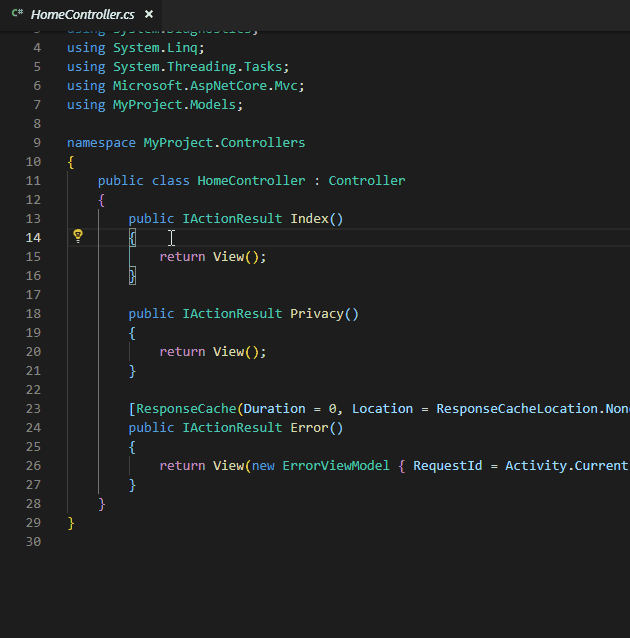 C# HomeController.cs ×
3 using System.Diagnostics;
4 using System.Linq;
5 using System.Threading.Tasks;
6 using Microsoft.AspNetCore.Mvc;
7 using MyProject.Models;
8
9 namespace MyProject.Controllers
10 {
11 public class HomeController : Controller
12 {
13 public IActionResult Index()
14 {
15 return View();
16 }
17
18 public IActionResult Privacy()
19 {
20 return View();
21 }
22
23 [ResponseCache(Duration = 0, Location = ResponseCacheLocation.Non
24 public IActionResult Error()
25 {
26 return View(new ErrorViewModel { RequestId = Activity.Current
27 }
28 }
29 }
30